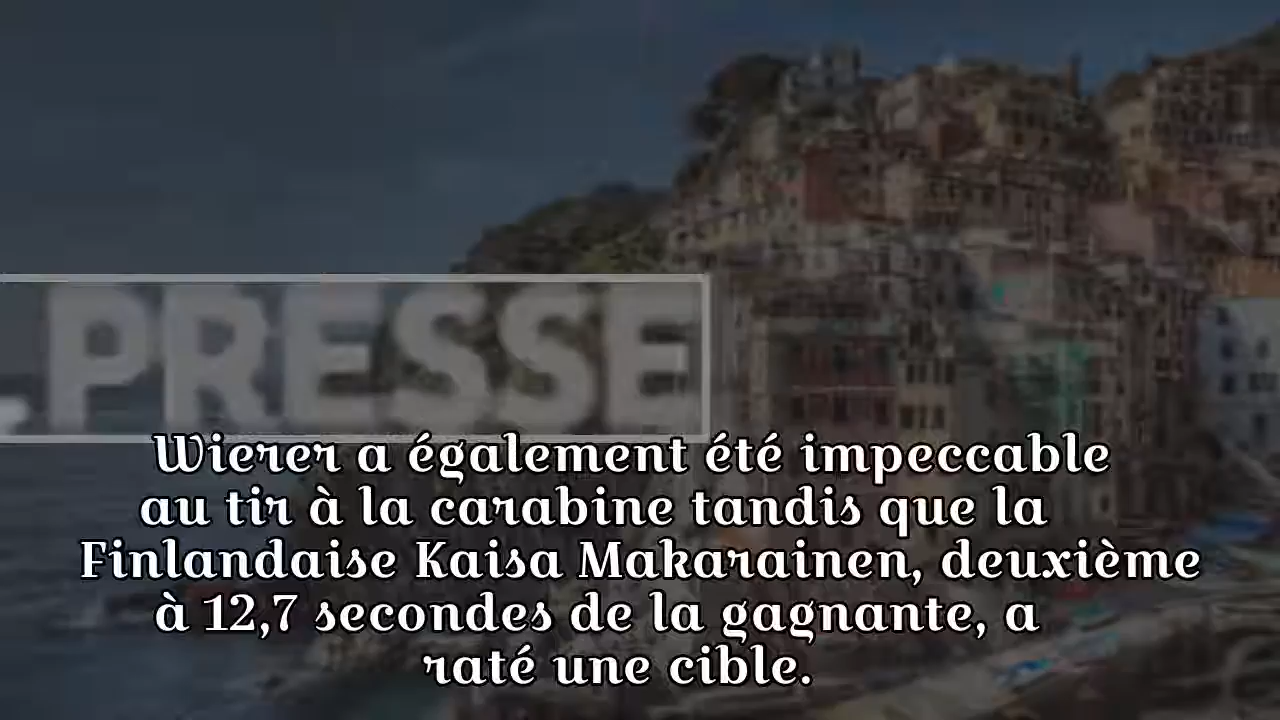 PRESSE
Wierer a également été impeccable
au tir à la carabine tandis que la
Finlandaise Kaisa Makarainen, deuxième
à 12,7 secondes de la gagnante, a
raté une cible.